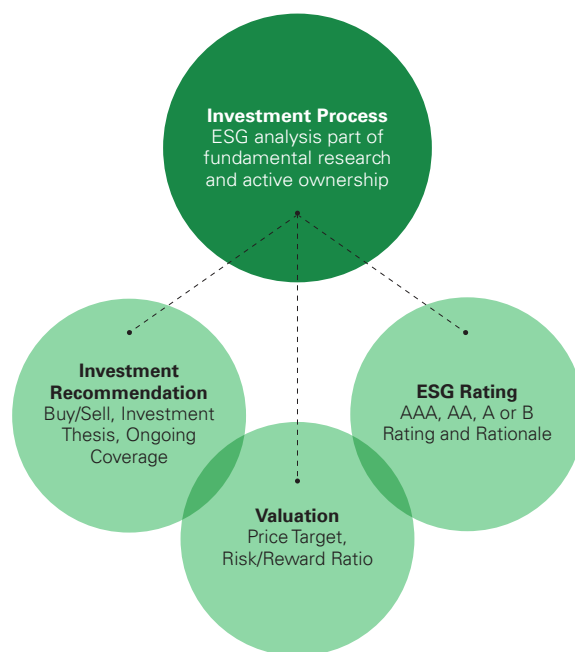 Investment Process
ESG analysis part of
fundamental research
and active ownership
Investment
Recommendation
Buy/Sell, Investment
Thesis, Ongoing
Coverage
ESG Rating
AAA, AA, A or B
Rating and Rationale
Valuation
Price Target,
Risk/Reward Ratio